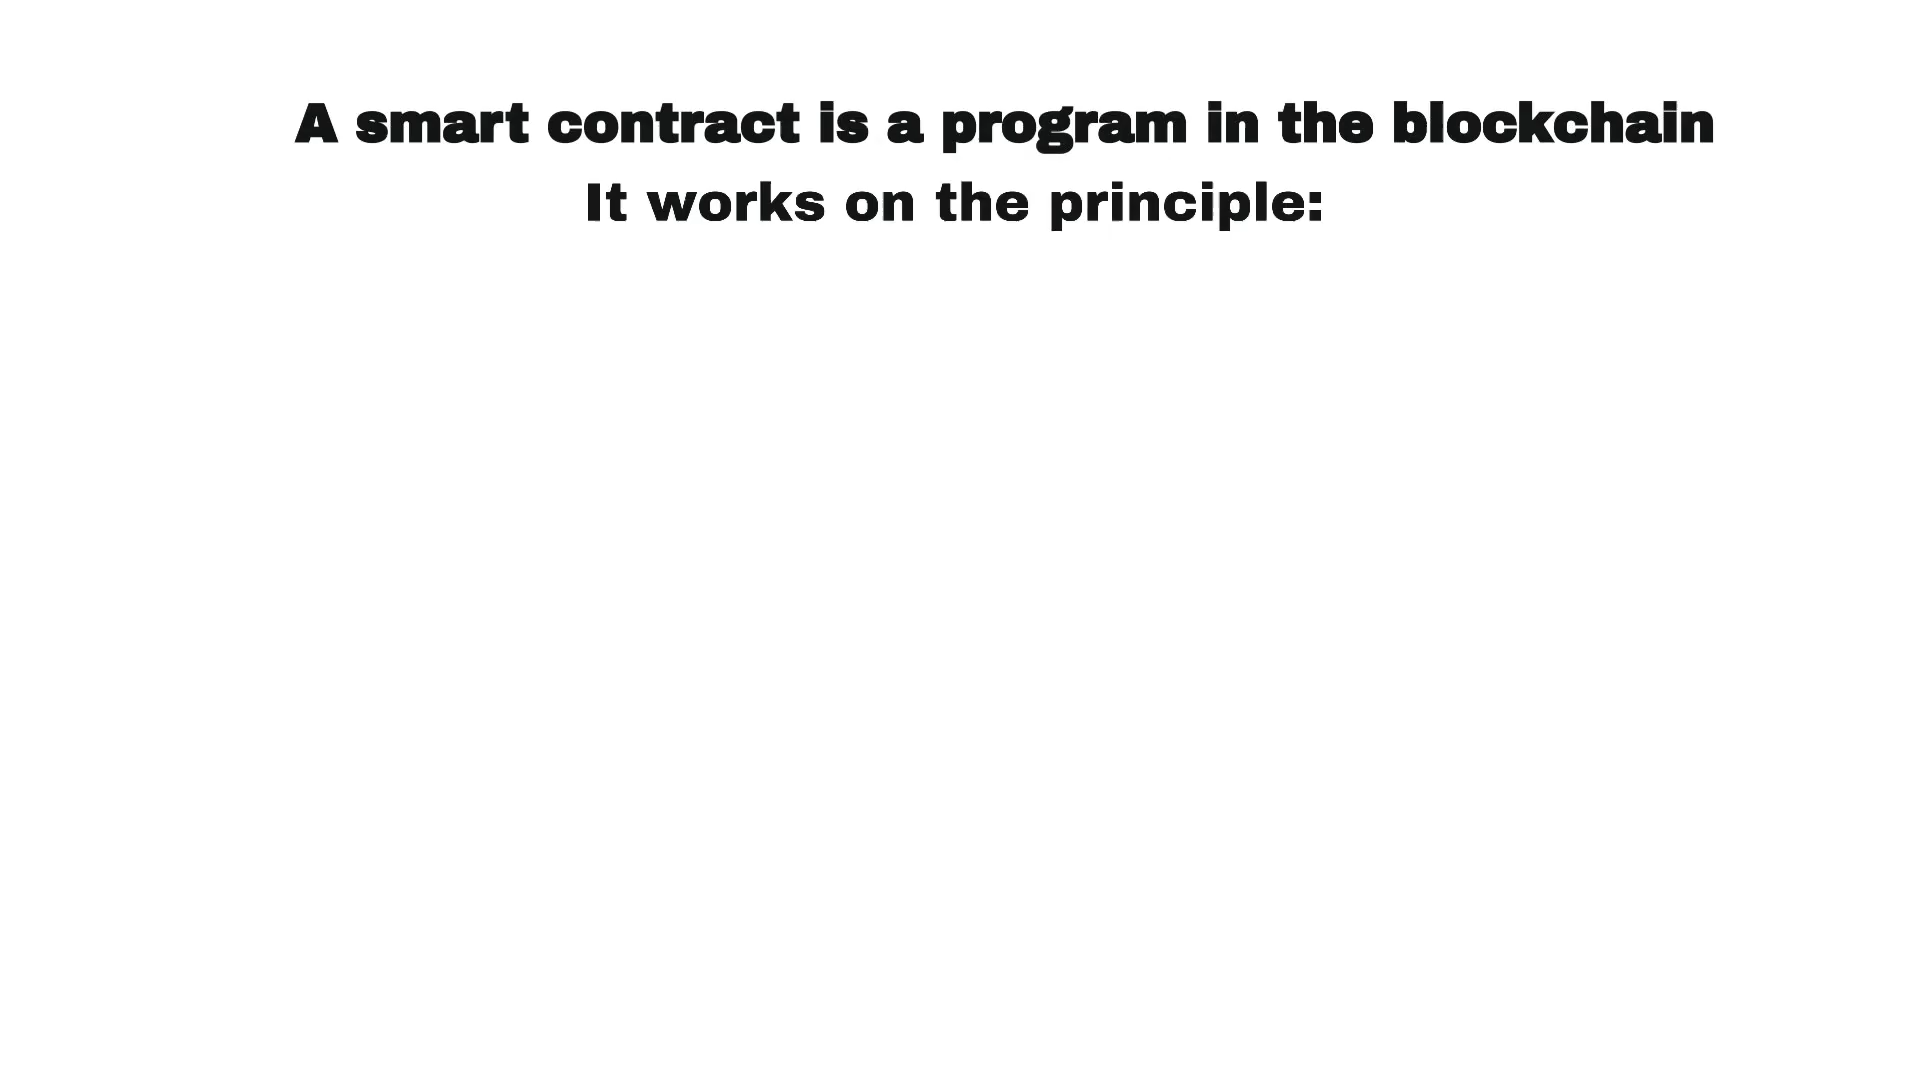 A smart contract is a program in the blockchain
It works on the principle: